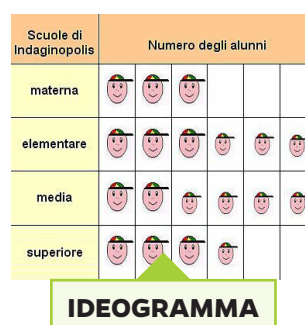 Scuole di
Indaginopolis
Numero degli alunni
materna
elementare
media
superiore
IDEOGRAMMA